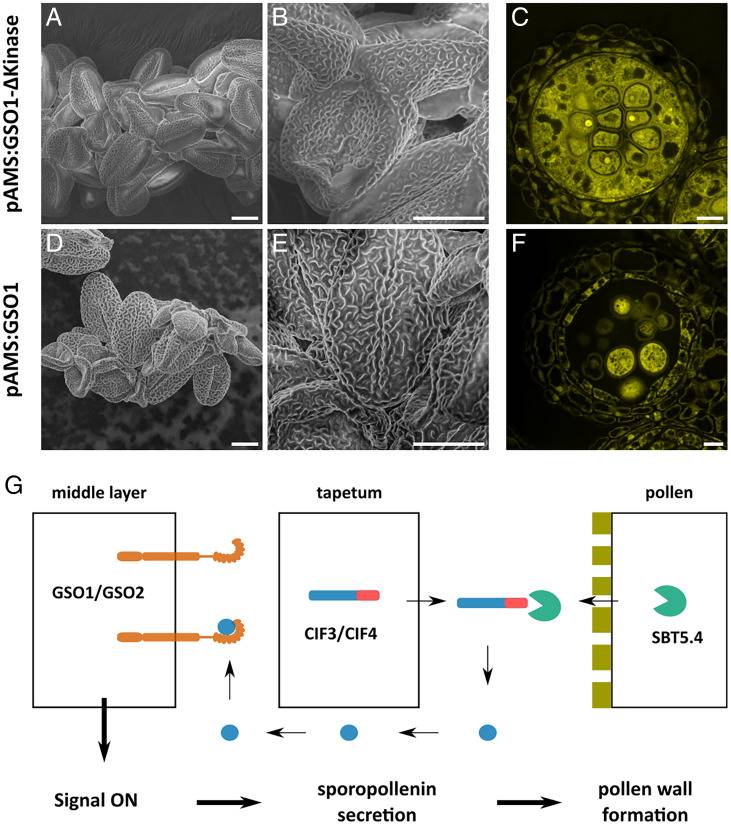 pAMS:GSO1-ΔKinase
A
B
C
pAMS:GSO1
D
E
F
G
middle layer
tapetum
pollen
GSO1/GSO2
CIF3/CIF4
SBT5.4
Signal ON
sporopollenin
secretion
pollen wall
formation